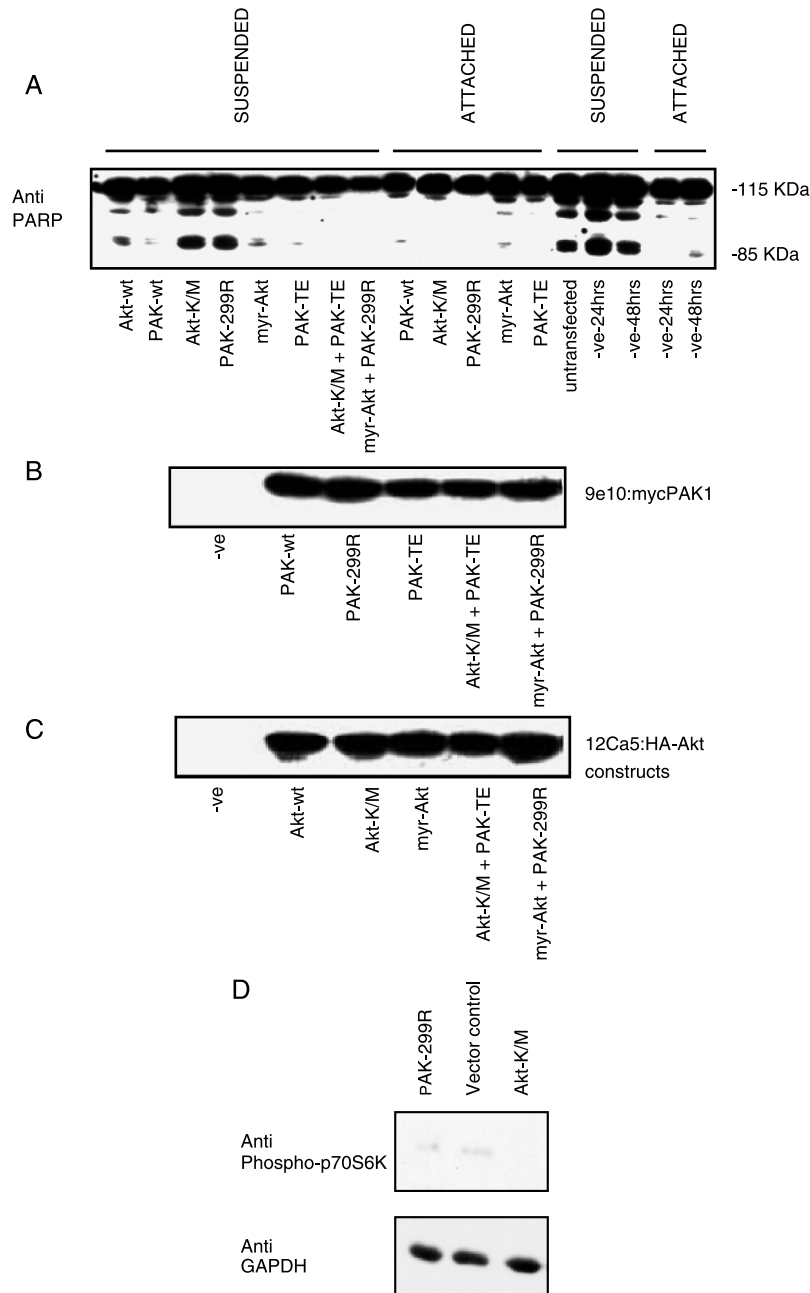 A
SUSPENDED
ATTACHED
SUSPENDED
ATTACHED
Anti
PARP
-115 KDa
-85 KDa
Akt-wt
PAK-wt
Akt-K/M
PAK-299R
myr-Akt
PAK-TE
Akt-K/M + PAK-TE
myr-Akt + PAK-299R
PAK-wt
Akt-K/M
PAK-299R
myr-Akt
PAK-TE
untransfected
-ve-24hrs
-ve-48hrs
-ve-24hrs
-ve-48hrs
B
9e10:mycPAK1
-ve
PAK-wt
PAK-299R
PAK-TE
Akt-K/M + PAK-TE
myr-Akt + PAK-299R
C
12Ca5:HA-Akt
constructs
-ve
Akt-wt
Akt-K/M
myr-Akt
Akt-K/M + PAK-TE
myr-Akt + PAK-299R
D
PAK-299R
Vector control
Akt-K/M
Anti
Phospho-p70S6K
Anti
GAPDH